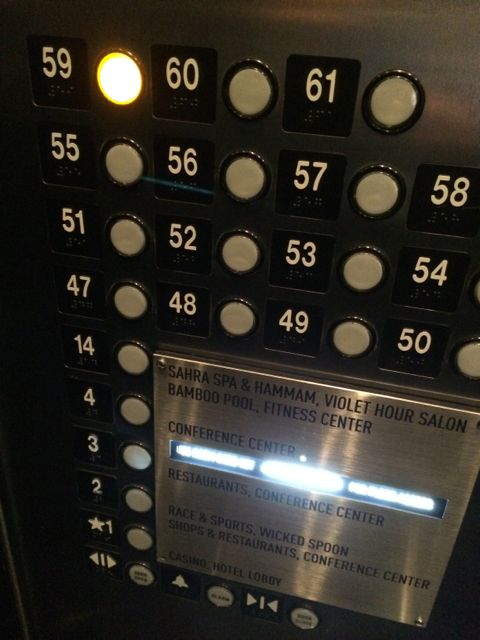 59 60 61
55 56 57 58
51 52 53 54
47 48 49 50
14
SAHRA SPA & HAMMAM, VIOLET HOUR SALON
BAMBOO POOL, FITNESS CENTER
4
CONFERENCE CENTER
3
RESTAURANTS, CONFERENCE CENTER
2
RACE & SPORTS, WICKED SPOON
SHOPS & RESTAURANTS, CONFERENCE CENTER
★1
CASINO, HOTEL LOBBY
ALARM